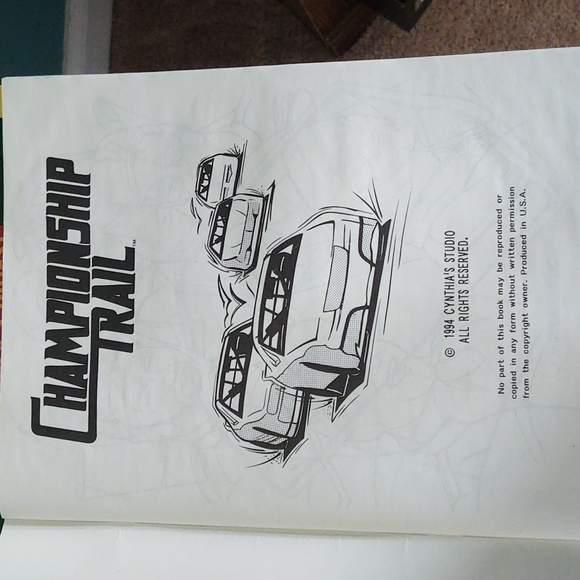 CHAMPIONSHIP
TRAIL™
© 1994 CYNTHIA'S STUDIO
ALL RIGHTS RESERVED.
No part of this book may be reproduced or
copied in any form without written permission
from the copyright owner. Produced in U.S.A.